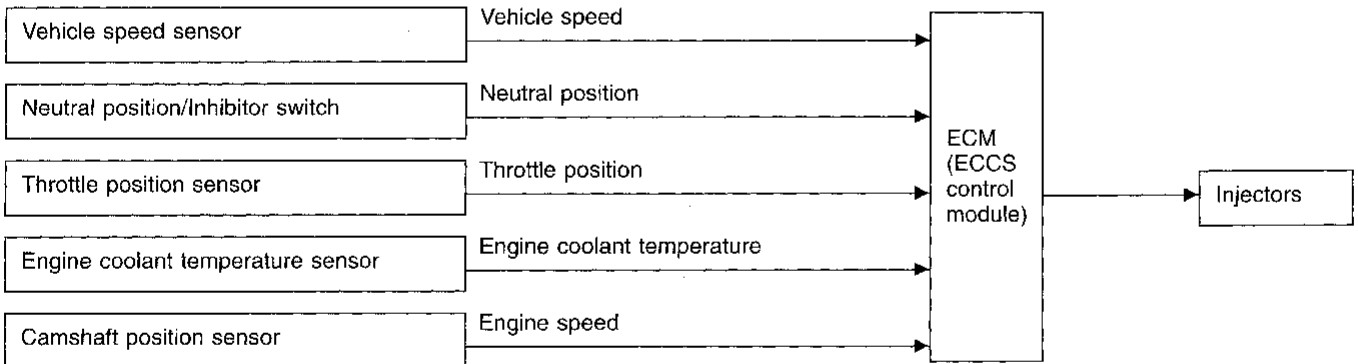 Vehicle speed sensor
Vehicle speed
Neutral position/Inhibitor switch
Neutral position
Throttle position sensor
Throttle position
Engine coolant temperature sensor
Engine coolant temperature
Camshaft position sensor
Engine speed
ECM
(ECCS
control
module)
Injectors